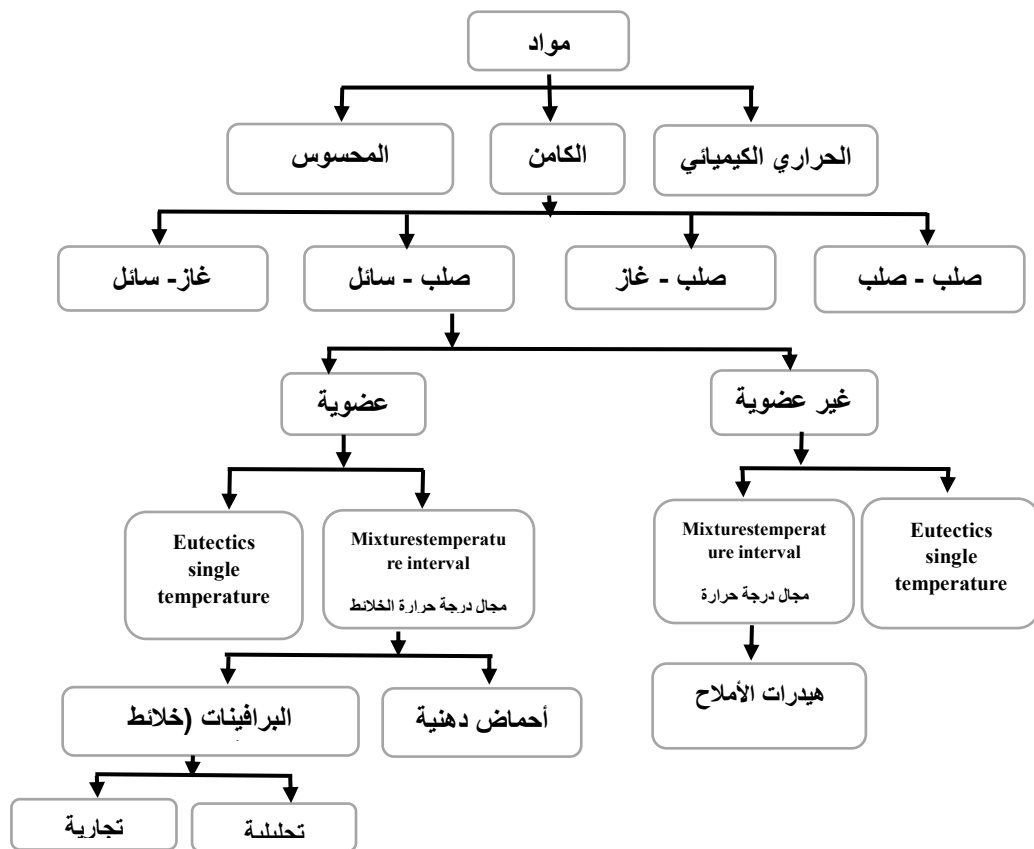 مواد
الحراري الكيميائي
الكامن
المحسوس
صلب - صلب
صلب - غاز
صلب - سائل
غاز- سائل
غير عضوية
عضوية
Eutectics
single
temperature
Mixturestemperat
ure interval
مجال درجة حرارة
Mixturestemperatu
re interval
مجال درجة حرارة الخلائط
Eutectics
single
temperature
هيدرات الأملاح
أحماض دهنية
البرافينات (خلائط
تحليلية
تجارية